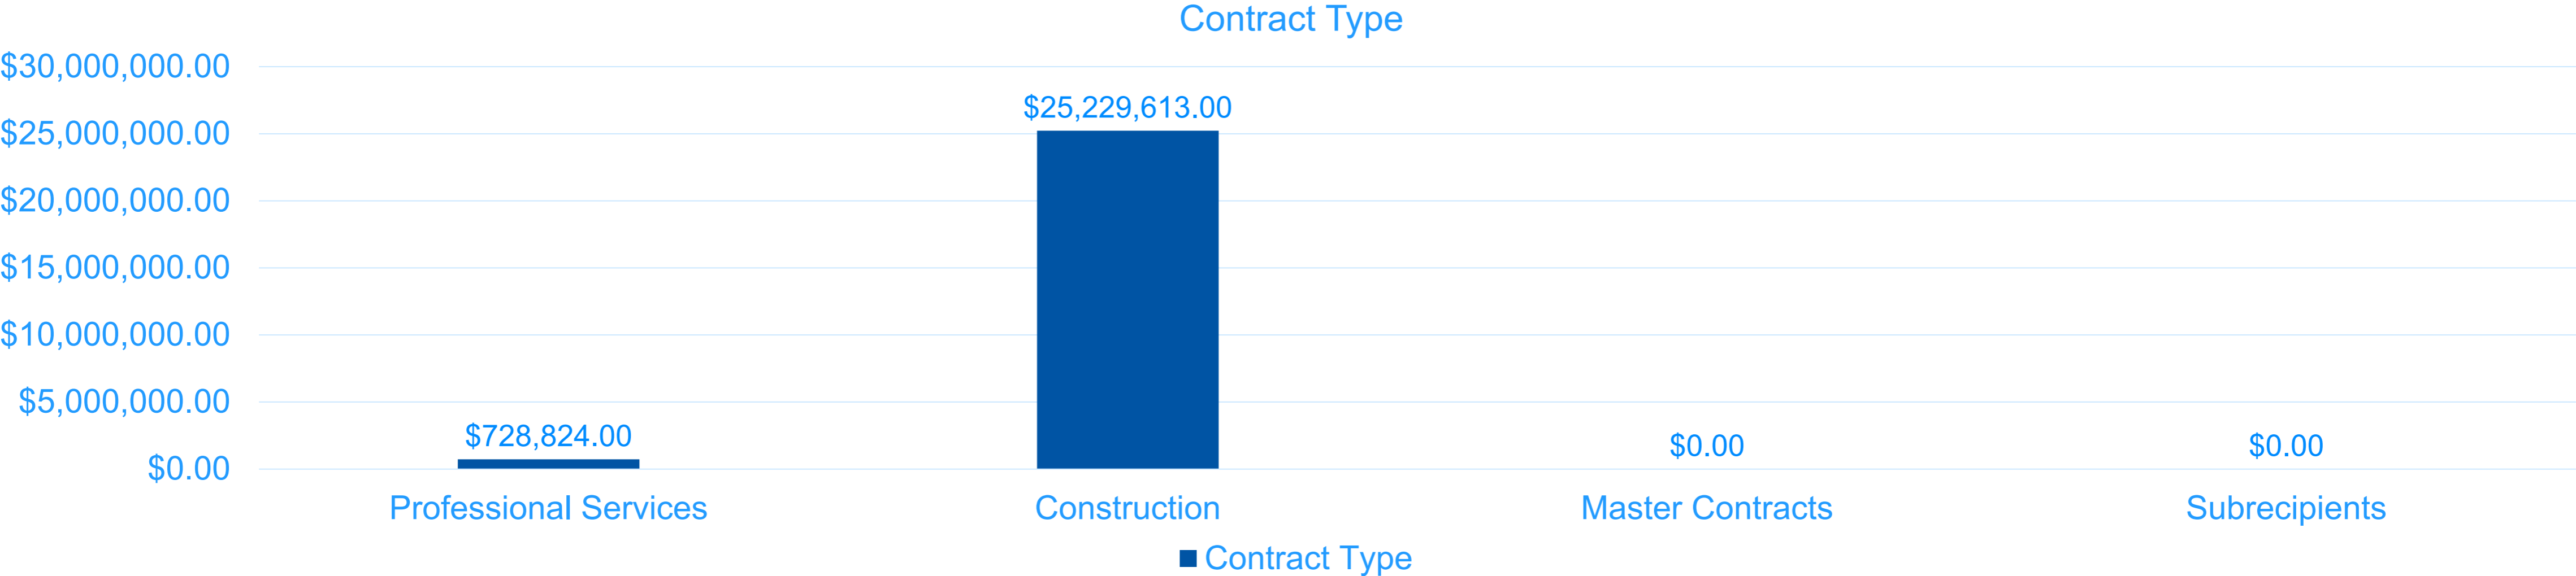 Contract Type
$30,000,000.00
$25,229,613.00
$25,000,000.00
$20,000,000.00
$15,000,000.00
$10,000,000.00
$5,000,000.00
$728,824.00
$0.00
$0.00
$0.00
Professional Services
Construction
Master Contracts
Subrecipients
Contract Type